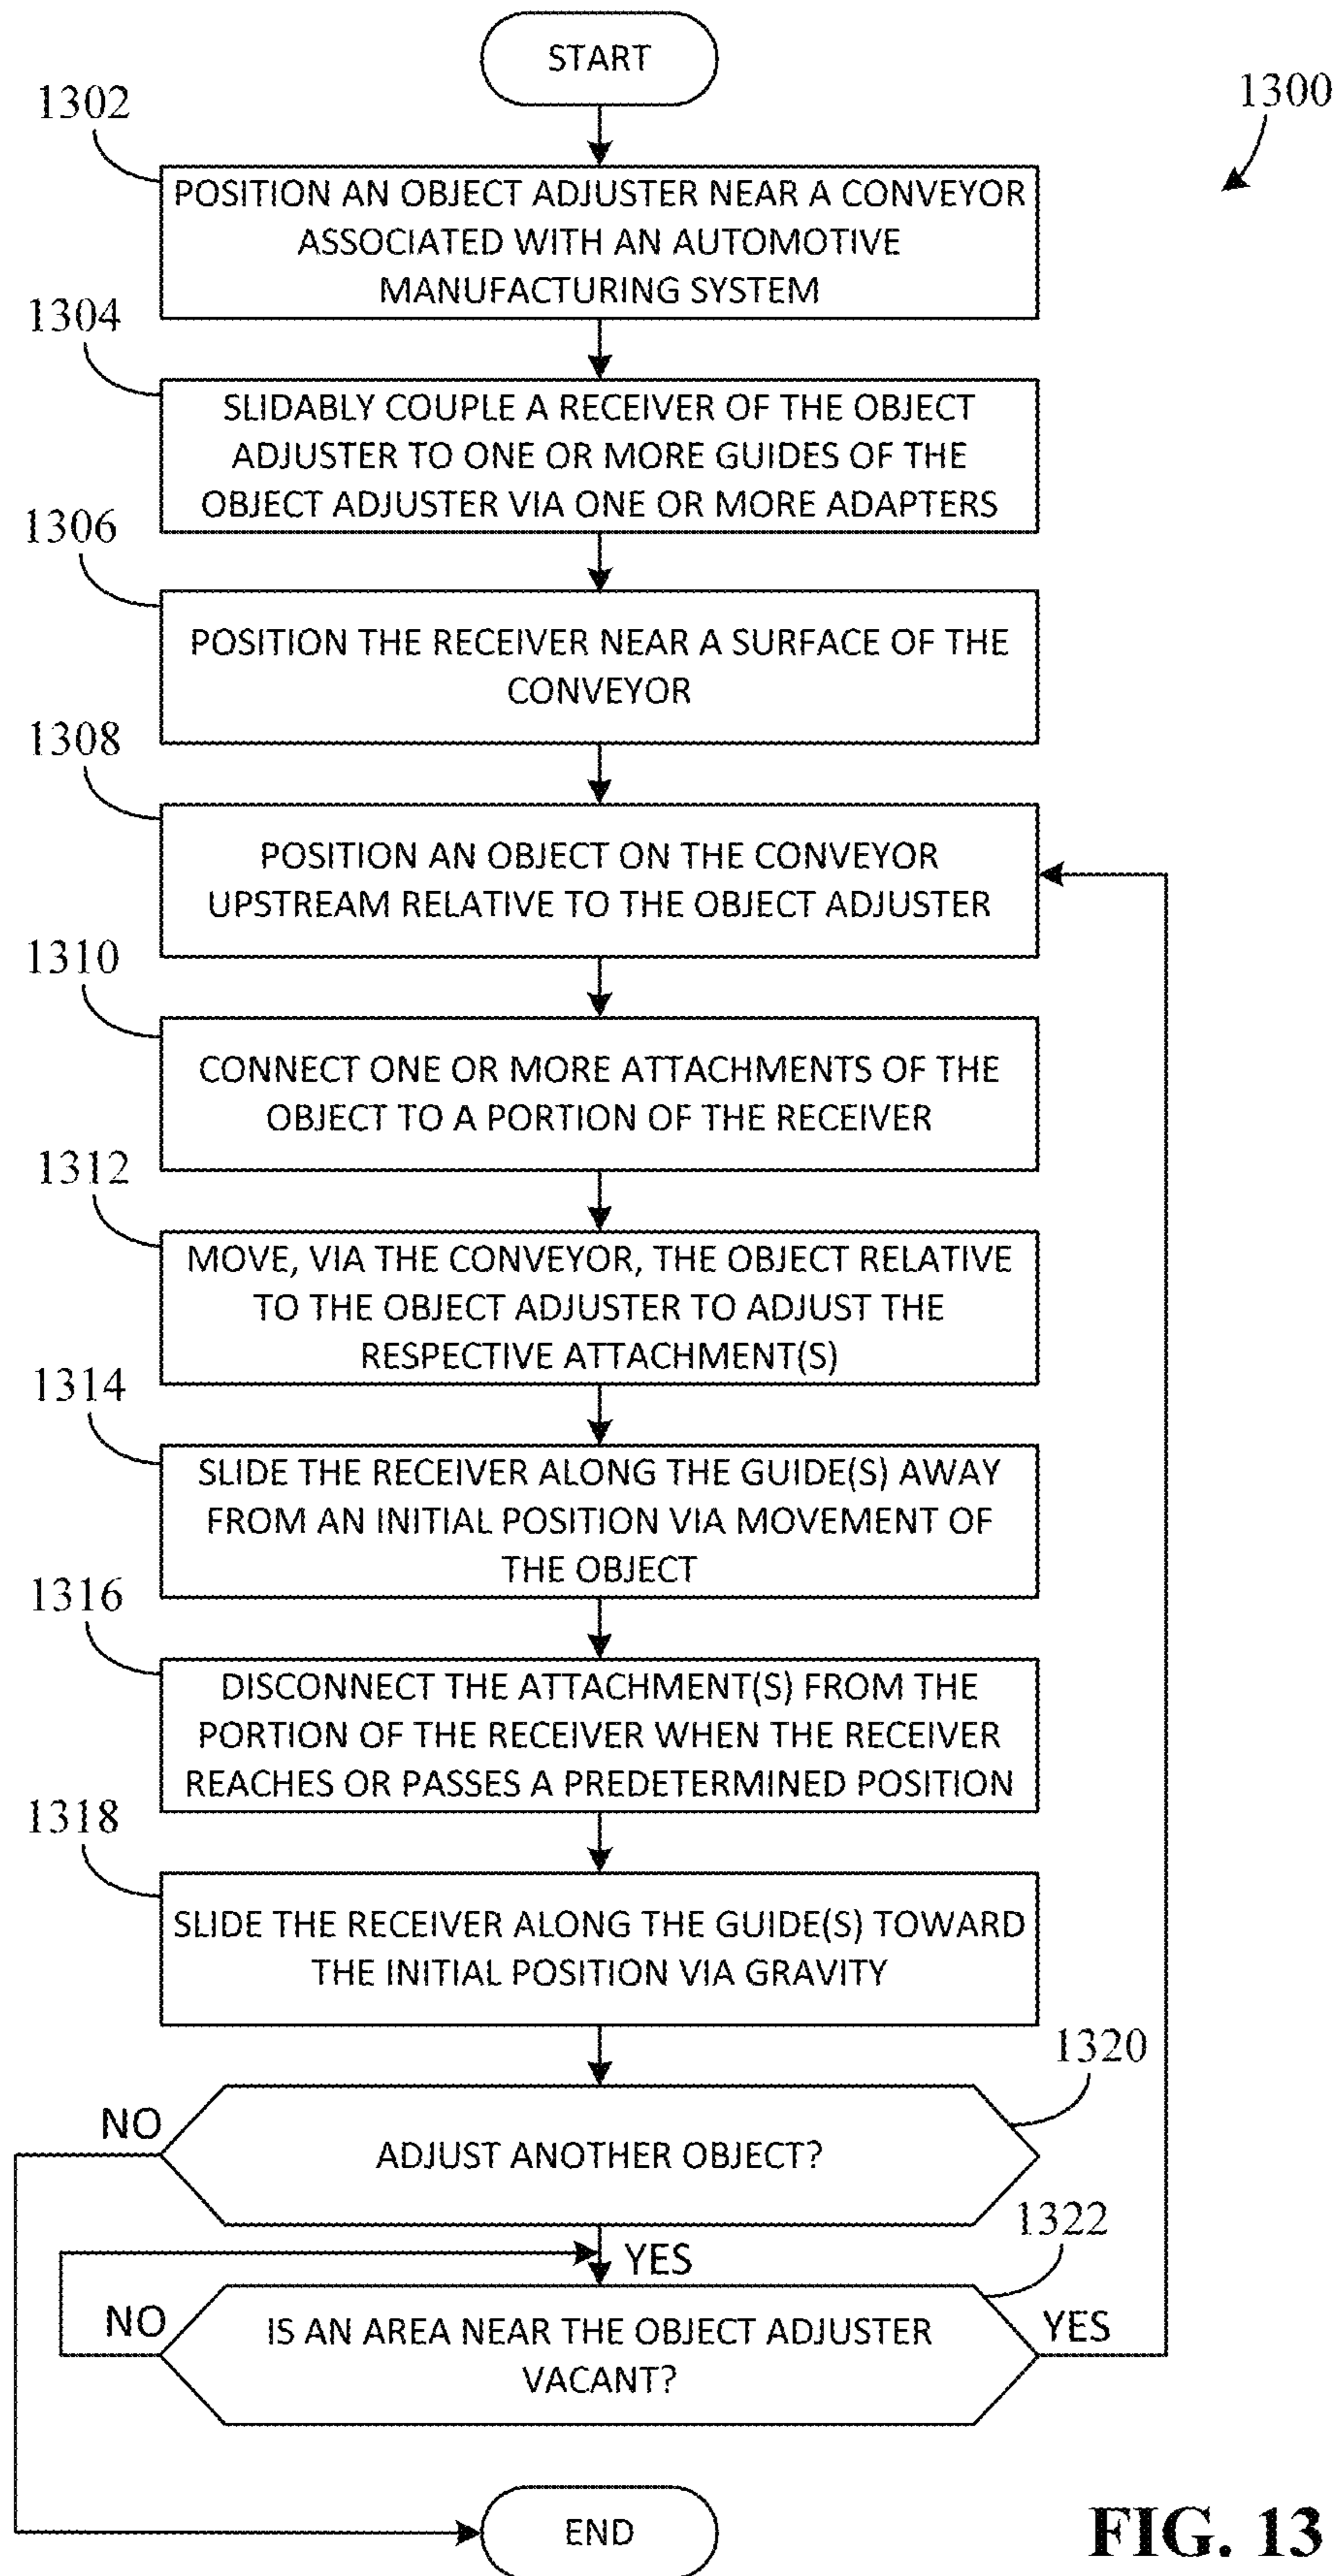 START
1300
1302
POSITION AN OBJECT ADJUSTER NEAR A CONVEYOR
ASSOCIATED WITH AN AUTOMOTIVE
MANUFACTURING SYSTEM
1304
SLIDABLY COUPLE A RECEIVER OF THE OBJECT
ADJUSTER TO ONE OR MORE GUIDES OF THE
OBJECT ADJUSTER VIA ONE OR MORE ADAPTERS
1306
POSITION THE RECEIVER NEAR A SURFACE OF THE
CONVEYOR
1308
POSITION AN OBJECT ON THE CONVEYOR
UPSTREAM RELATIVE TO THE OBJECT ADJUSTER
1310
CONNECT ONE OR MORE ATTACHMENTS OF THE
OBJECT TO A PORTION OF THE RECEIVER
1312
MOVE, VIA THE CONVEYOR, THE OBJECT RELATIVE
TO THE OBJECT ADJUSTER TO ADJUST THE
RESPECTIVE ATTACHMENT(S)
1314
SLIDE THE RECEIVER ALONG THE GUIDE(S) AWAY
FROM AN INITIAL POSITION VIA MOVEMENT OF
THE OBJECT
1316
DISCONNECT THE ATTACHMENT(S) FROM THE
PORTION OF THE RECEIVER WHEN THE RECEIVER
REACHES OR PASSES A PREDETERMINED POSITION
1318
SLIDE THE RECEIVER ALONG THE GUIDE(S) TOWARD
THE INITIAL POSITION VIA GRAVITY
1320
NO
ADJUST ANOTHER OBJECT?
1322
YES
NO
IS AN AREA NEAR THE OBJECT ADJUSTER
VACANT?
YES
END
FIG. 13